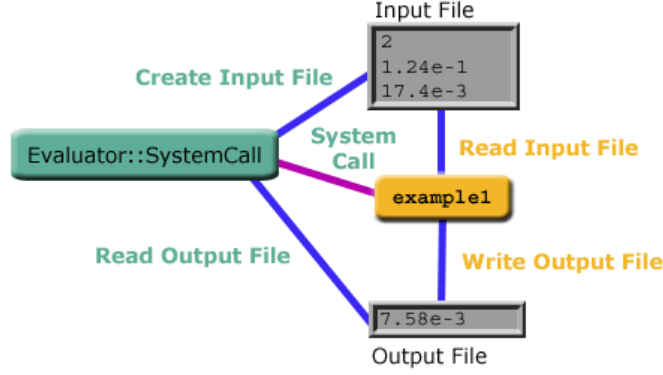 Input File
2
1.24e-1
17.4e-3
Create Input File
System
Call
Evaluator::SystemCall
Read Input File
example1
Read Output File
Write Output File
7.58e-3
Output File